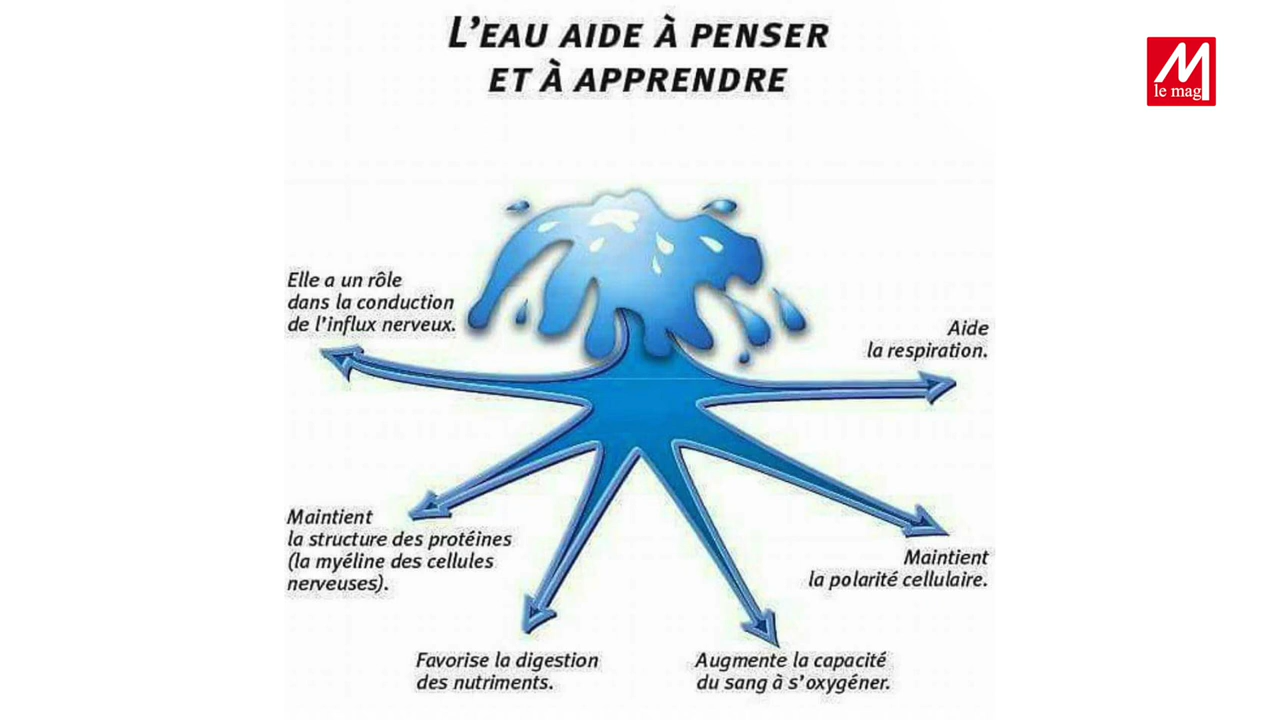 L'EAU AIDE À PENSER
ET À APPRENDRE
M
le mag
Elle a un rôle
dans la conduction
de l'influx nerveux.
Aide
la respiration.
Maintient
la structure des protéines
(la myéline des cellules
nerveuses).
Maintient
la polarité cellulaire.
Favorise la digestion
des nutriments.
Augmente la capacité
du sang à s'oxygéner.